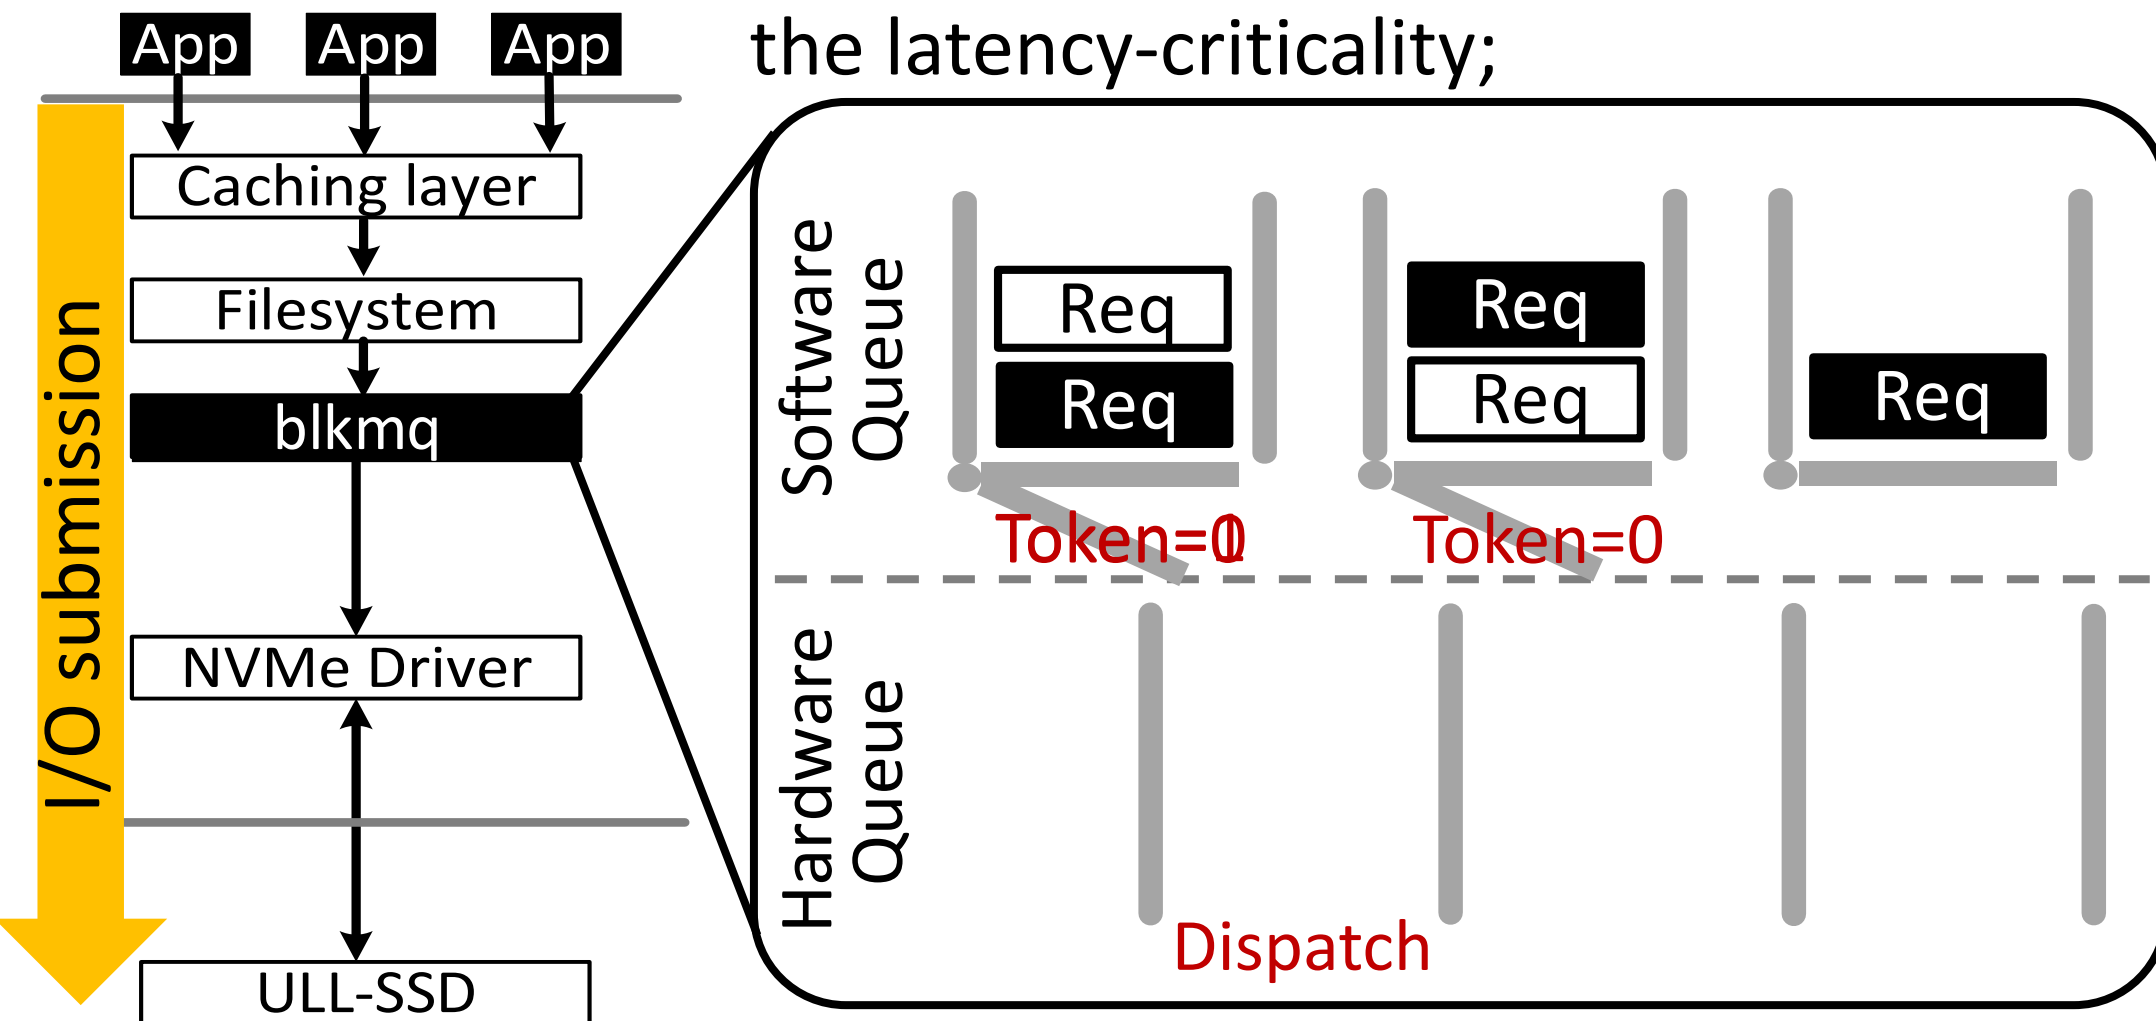 App App App
the latency-criticality;
Caching layer
Filesystem
blkmq
NVMe Driver
ULL-SSD
I/O submission
Software
Queue
Req Req
Req Req Req
Token= Token=0
Hardware
Queue
Dispatch